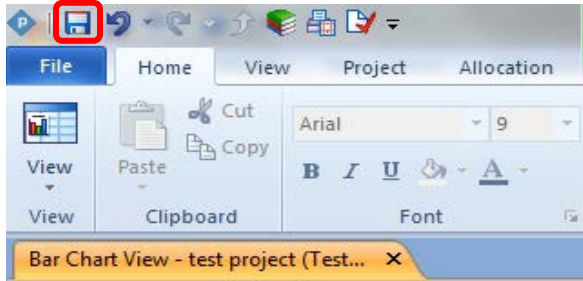 P
File Home View Project Allocation
View Paste Cut
Copy
Arial 9
B I U A
View Clipboard Font
Bar Chart View - test project (Test... X